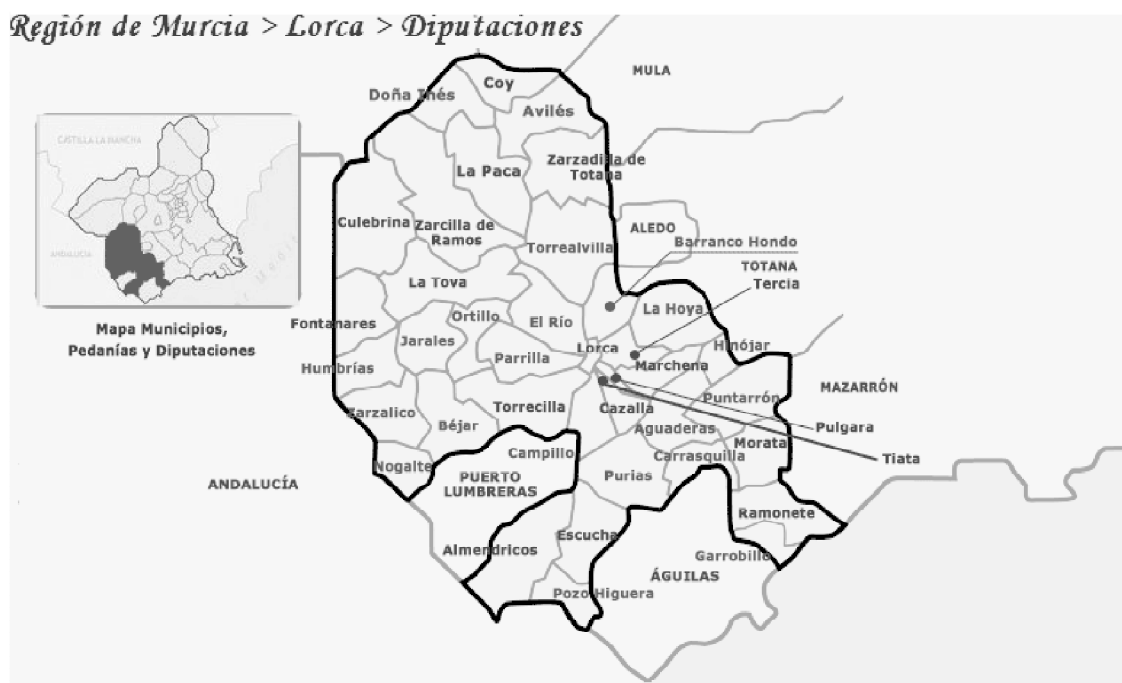 Región de Murcia > Lorca > Diputaciones
MULA
Coy
Doña Inés
Avilés
CASTILLA LA MANCHA
La Paca
Zarzadilla de
Totana
Culebrina
Zarcilla de
Ramos
ALEDO
Torrealvilla
Barranco Hondo
ANDALUCÍA
TOTANA
Tercia
La Tova
La Hoya
Ortillo
El Río
Fontanares
Mapa Municipios,
Pedanías y Diputaciones
Jarales
Parrilla
Lorca
Hinójar
Marchena
Humbrías
MAZARRÓN
Puntarrón
Zarzalico
Torrecilla
Cazalla
Béjar
Aguaderas
Pulgara
Morata
Campillo
Carrasquilla
Tiata
Nogalte
PUERTO
LUMBRERAS
Purias
ANDALUCÍA
Ramonete
Escucha
Almendricos
Garrobillo
ÁGUILAS
Pozo Higuera